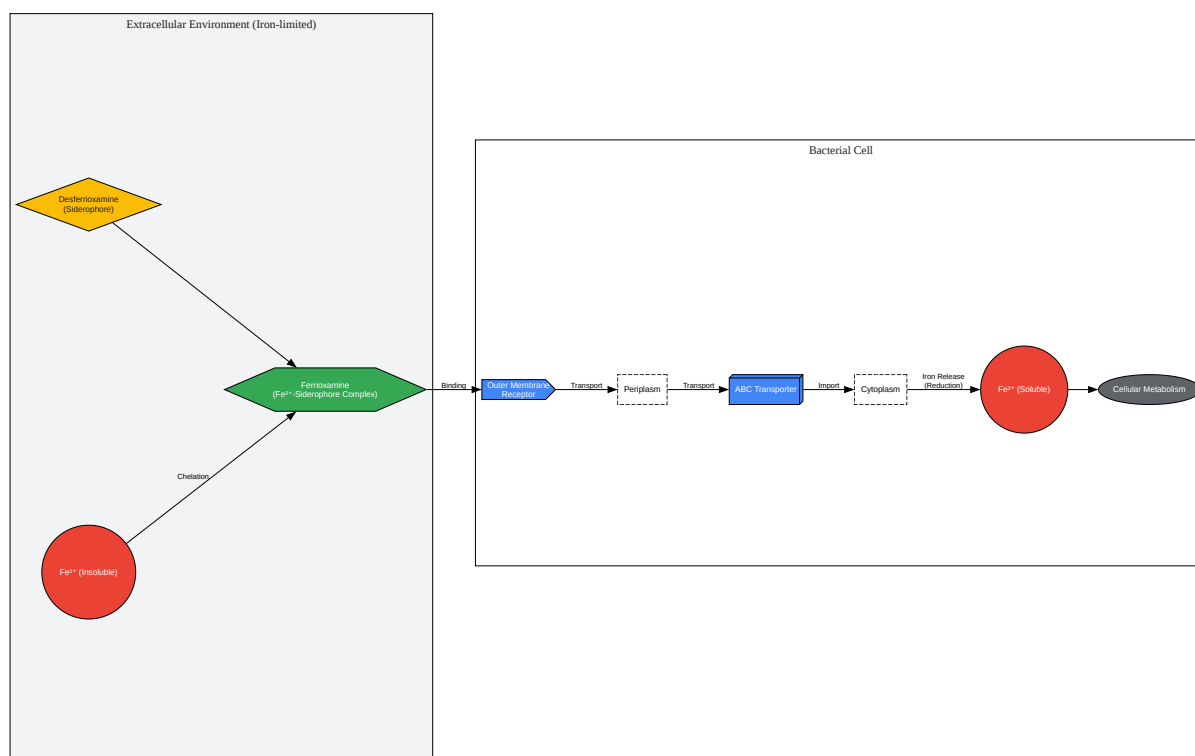 Extracellular Environment (Iron-limited)
Bacterial Cell
Desferrioxamine
(Siderophore)
Ferrioxamine
(Fe³⁺-Siderophore Complex)
Chelation
Fe³⁺ (Insoluble)
Binding
Outer Membrane
Receptor
Transport
Periplasm
Transport
ABC Transporter
Import
Cytoplasm
Iron Release
(Reduction)
Fe²⁺ (Soluble)
Cellular Metabolism